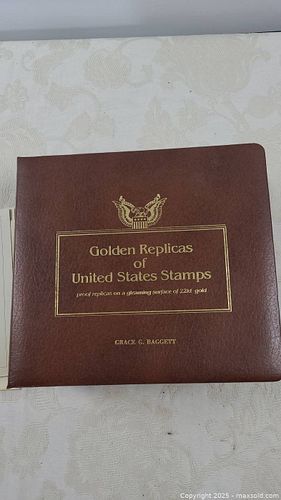 Golden Replicas
of
United States Stamps
proof replicas on a gleaming surface of 22kt gold
GRACE G. BAGGETT
Copyright 2025 - maxsold.com